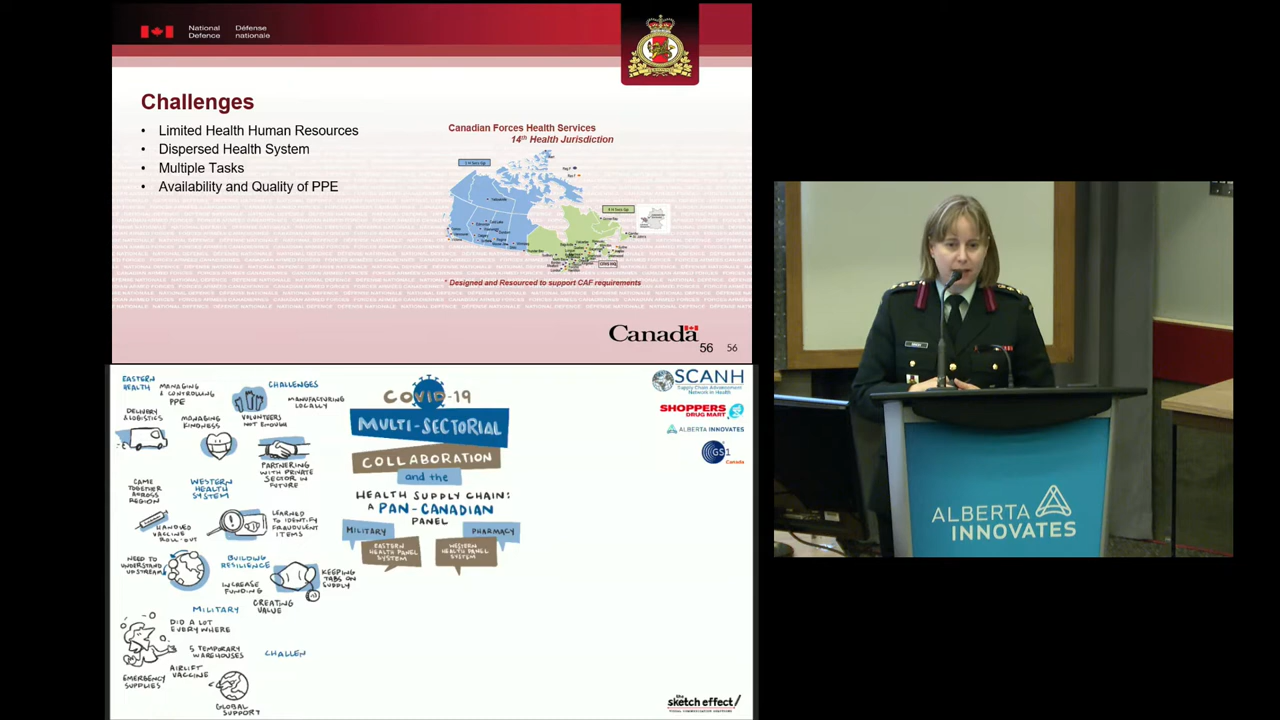 National
Defence
Défense
nationale
Challenges
• Limited Health Human Resources
• Dispersed Health System
• Multiple Tasks
• Availability and Quality of PPE
Canadian Forces Health Services
14th Health Jurisdiction
* Designed and Resourced to support CAF requirements
Canada
56
56
EASTERN
HEALTH
MANAGING
& CONTROLLING
PPE
CHALLENGES
MANUFACTURING
LOCALLY
DELIVERY
& LOGISTICS
MANAGING
KINDNESS
VOLUNTEERS
NOT ENOUGH
PARTNERING
WITH PRIVATE
SECTOR IN
FUTURE
CAME
TOGETHER
ACROSS
REGION
WESTERN
HEALTH
SYSTEM
HANDLED
VACCINE
ROLL-OUT
LEARNED
TO IDENTIFY
FRAUDULENT
ITEMS
NEED TO
UNDERSTAND
UPSTREAM
BUILDING
RESILIENCE
INCREASE
FUNDING
KEEPING
TABS ON
SUPPLY
CREATING
VALUE
MILITARY
DID A LOT
EVERYWHERE
5 TEMPORARY
WAREHOUSES
CHALLEN
AIRLIFT
VACCINE
EMERGENCY
SUPPLIES
GLOBAL
SUPPORT
COVID-19
MULTI-SECTORIAL
COLLABORATION
and the
HEALTH SUPPLY CHAIN:
A PAN-CANADIAN
PANEL
MILITARY
PHARMACY
EASTERN
HEALTH PANEL
SYSTEM
WESTERN
HEALTH PANEL
SYSTEM
SCANH
Supply Chain Advancement
Network in Health
SHOPPERS
DRUG MART
ALBERTA INNOVATES
GS1
Canada
the
sketch effect/
ALBERTA
INNOVATES